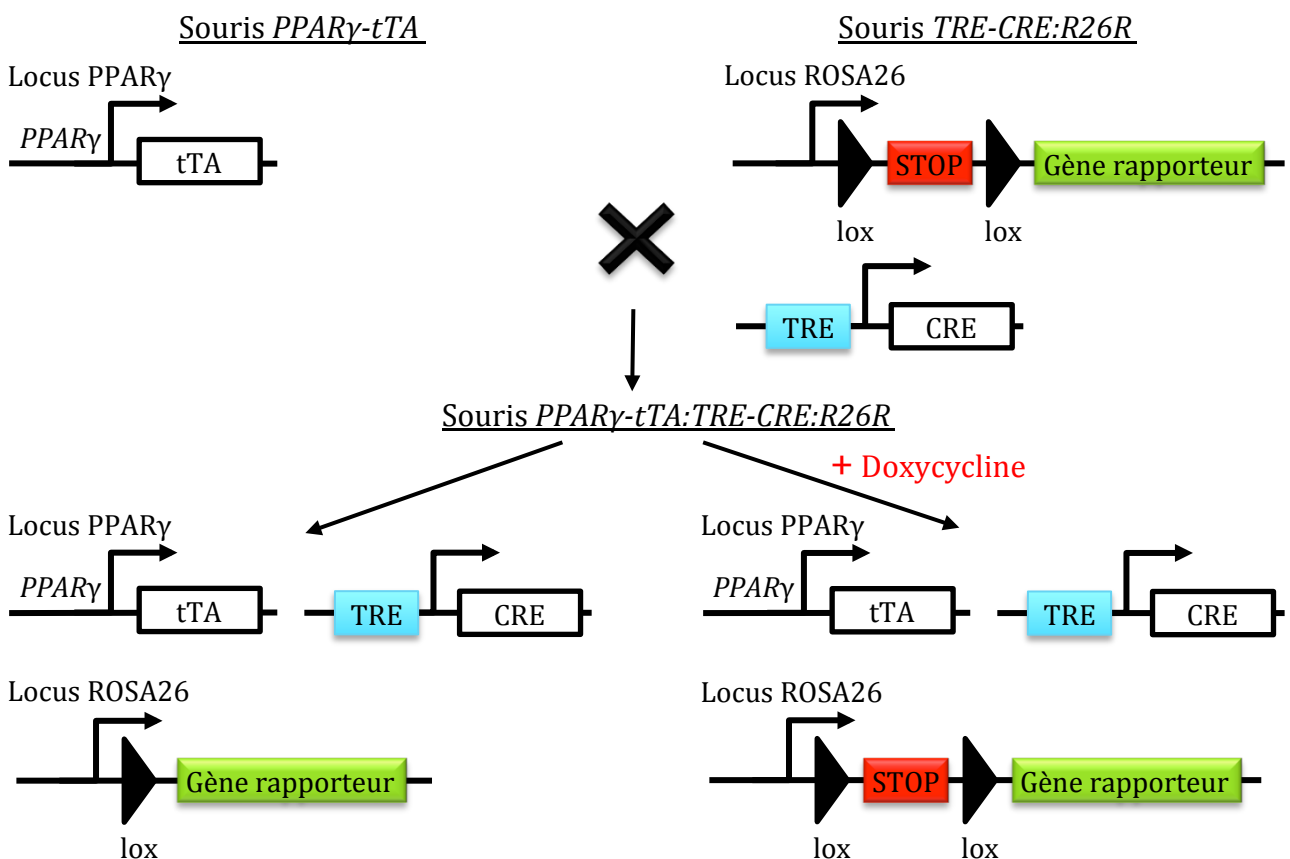 Souris PPARγ-tTA
Locus PPARγ
PPARγ
tTA
Souris TRE-CRE:R26R
Locus ROSA26
STOP
Gène rapporteur
lox
lox
TRE
CRE
Souris PPARγ-tTA:TRE-CRE:R26R
+ Doxycycline
Locus PPARγ
PPARγ
tTA
TRE
CRE
Locus ROSA26
Gène rapporteur
lox
Locus PPARγ
PPARγ
tTA
TRE
CRE
Locus ROSA26
STOP
Gène rapporteur
lox
lox